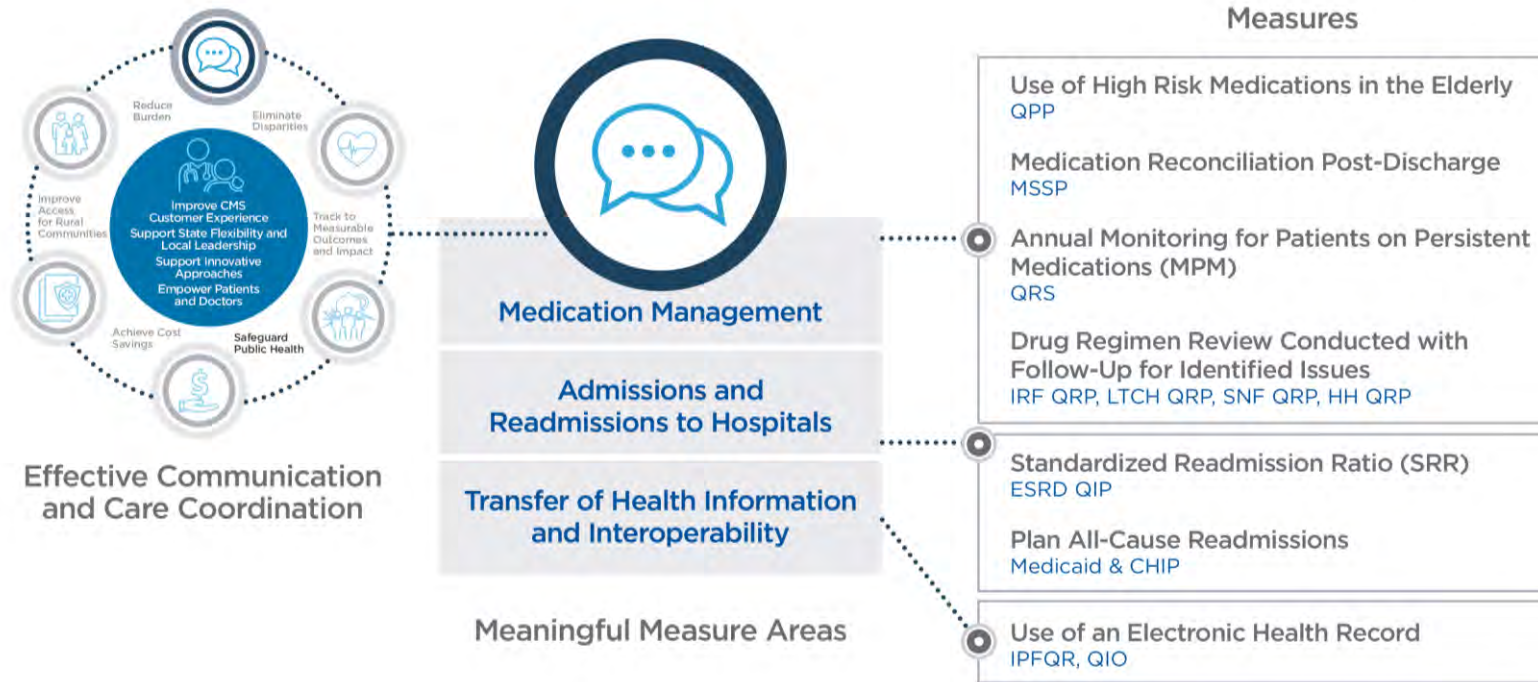 Reduce
Burden
Eliminate
Disparities
Improve
Access
for Rural
Communities
Improve CMS
Customer Experience
Support State Flexibility and
Local Leadership
Support Innovative
Approaches
Empower Patients
and Doctors
Track to
Measurable
Outcomes
and Impact
Achieve Cost
Savings
Safeguard
Public Health
$
Effective Communication
and Care Coordination
Medication Management
Admissions and
Readmissions to Hospitals
Transfer of Health Information
and Interoperability
Meaningful Measure Areas
Measures
Use of High Risk Medications in the Elderly
QPP
Medication Reconciliation Post-Discharge
MSSP
Annual Monitoring for Patients on Persistent
Medications (MPM)
QRS
Drug Regimen Review Conducted with
Follow-Up for Identified Issues
IRF QRP, LTCH QRP, SNF QRP, HH QRP
Standardized Readmission Ratio (SRR)
ESRD QIP
Plan All-Cause Readmissions
Medicaid & CHIP
Use of an Electronic Health Record
IPFQR, QIO